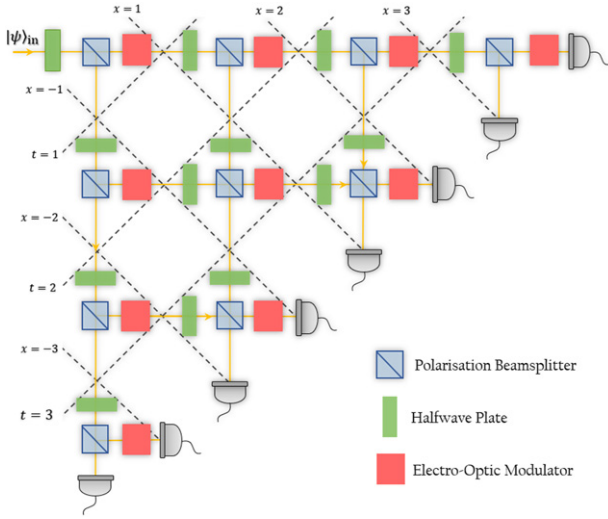 x = 1
x = 2
x = 3
|ψ⟩in
x = −1
t = 1
x = −2
t = 2
x = −3
t = 3
Polarisation Beamsplitter
Halfwave Plate
Electro-Optic Modulator